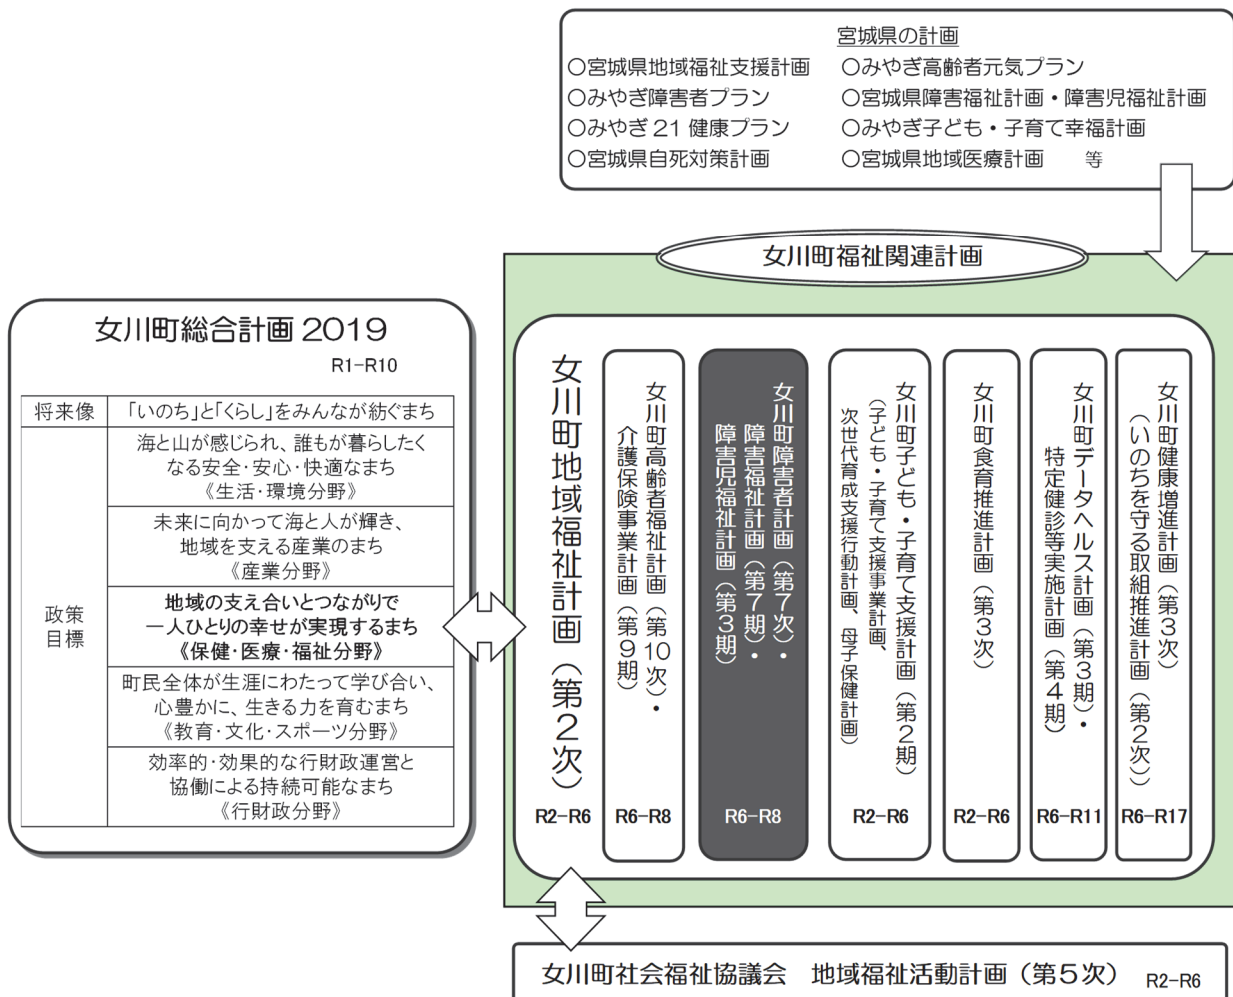 宮城県の計画
○宮城県地域福祉支援計画　○みやぎ高齢者元気プラン
○みやぎ障害者プラン　○宮城県障害福祉計画・障害児福祉計画
○みやぎ21健康プラン　○みやぎ子ども・子育て幸福計画
○宮城県自死対策計画　○宮城県地域医療計画　等
女川町福祉関連計画
女川町総合計画 2019
R1-R10
将来像　「いのち」と「くらし」をみんなが紡ぐまち
政策
目標
海と山が感じられ、誰もが暮らしたく
なる安全・安心・快適なまち
《生活・環境分野》
未来に向かって海と人が輝き、
地域を支える産業のまち
《産業分野》
地域の支え合いとつながりで
一人ひとりの幸せが実現するまち
《保健・医療・福祉分野》
町民全体が生涯にわたって学び合い、
心豊かに、生きる力を育むまち
《教育・文化・スポーツ分野》
効率的・効果的な行財政運営と
協働による持続可能なまち
《行財政分野》
女川町地域福祉計画（第２次）
R2-R6
女川町高齢者福祉計画（第10次）・
介護保険事業計画（第９期）
R6-R8
女川町障害者計画（第７次）・
障害福祉計画（第７期）・
障害児福祉計画（第３期）
R6-R8
女川町子ども・子育て支援計画（第２期）
（子ども・子育て支援事業計画、
次世代育成支援行動計画、母子保健計画）
R2-R6
女川町食育推進計画（第３次）
R2-R6
女川町データヘルス計画（第３期）・
特定健診等実施計画（第４期）
R6-R11
女川町健康増進計画（第３次）
（いのちを守る取組推進計画（第２次））
R6-R17
女川町社会福祉協議会　地域福祉活動計画（第５次）　R2-R6